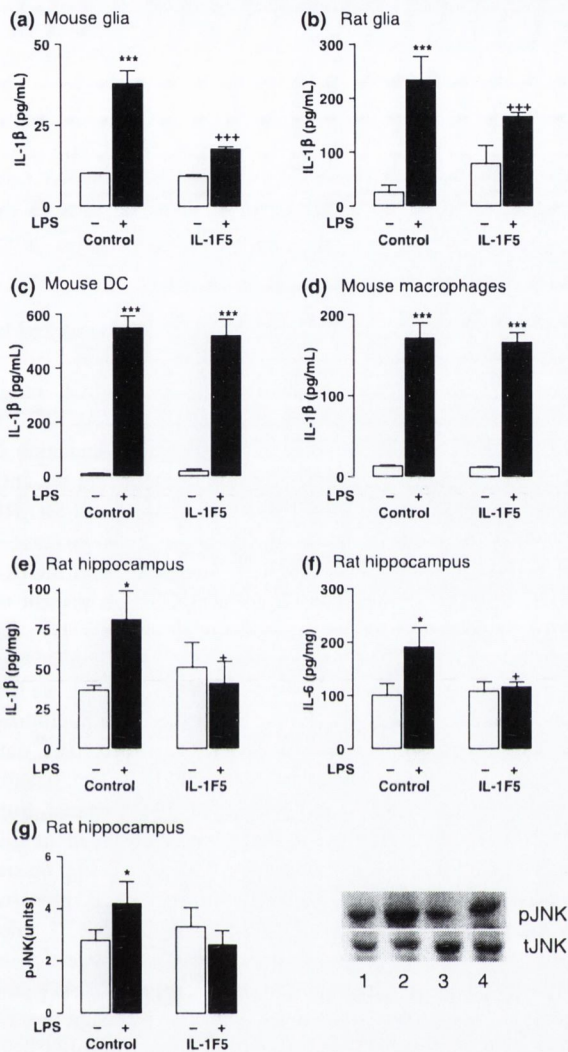 (a) Mouse glia
IL-1β (pg/mL)
50
25
0
***
+++
LPS
– + – +
Control IL-1F5
(b) Rat glia
IL-1β (pg/mL)
300
200
100
0
***
+++
LPS
– + – +
Control IL-1F5
(c) Mouse DC
IL-1β (pg/mL)
600
400
200
0
***
***
LPS
– + – +
Control IL-1F5
(d) Mouse macrophages
IL-1β (pg/mL)
200
100
0
***
***
LPS
– + – +
Control IL-1F5
(e) Rat hippocampus
IL-1β (pg/mg)
100
75
50
25
0
*
+
LPS
– + – +
Control IL-1F5
(f) Rat hippocampus
IL-6 (pg/mg)
300
200
100
0
*
+
LPS
– + – +
Control IL-1F5
(g) Rat hippocampus
pJNK(units)
6
4
2
0
*
LPS
– + – +
Control IL-1F5
pJNK
tJNK
1 2 3 4